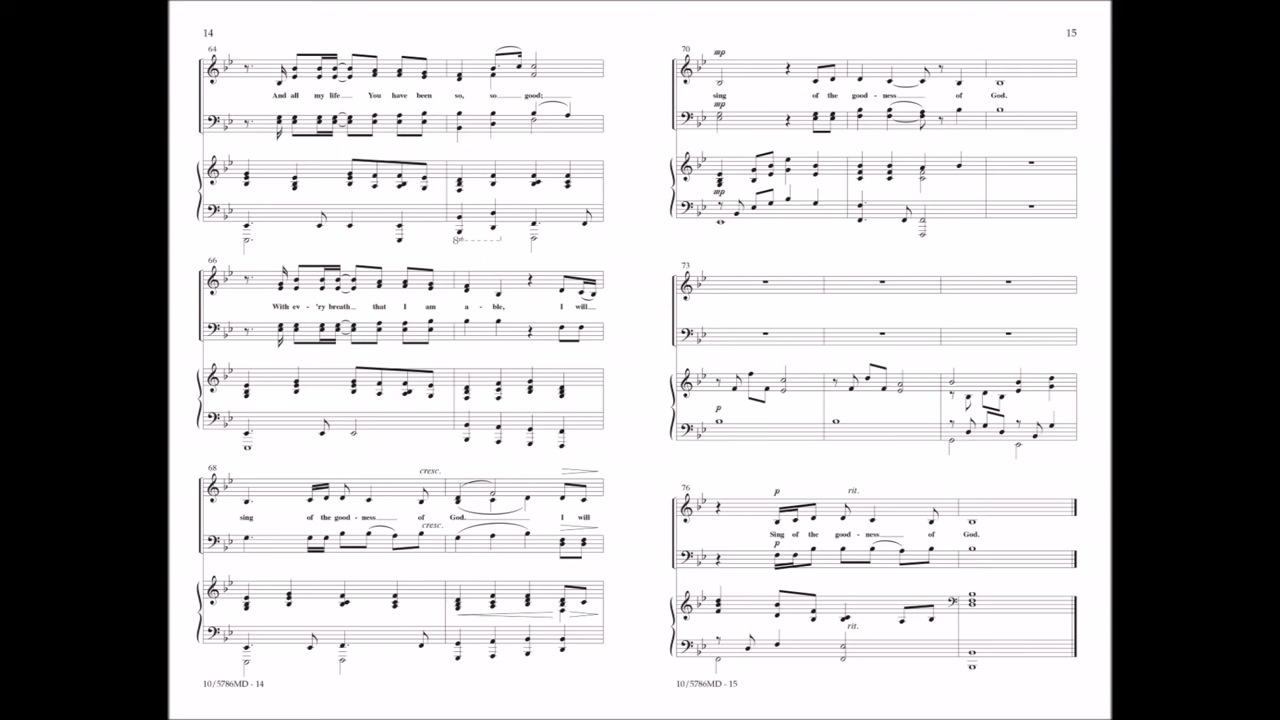 14
64
And all my life You have been so, so good;
66
With ev - 'ry breath that I am a - ble, I will
68
cresc.
sing of the good - ness of God. I will
cresc.
10/5786MD - 14
15
70
mp
sing of the good - ness of God.
mp
mp
73
p
76
p rit.
Sing of the good - ness of God.
p
rit.
10/5786MD - 15